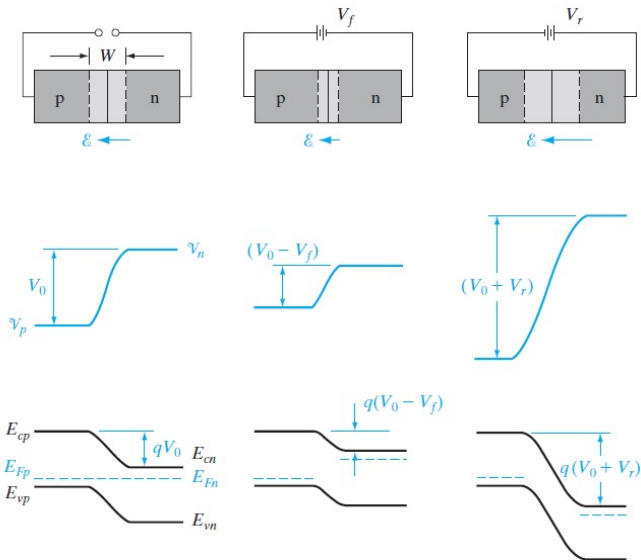 V_f
V_r
W
p
n
p
n
p
n
ℰ
ℰ
ℰ
V_0
𝒱_n
𝒱_p
(V_0 − V_f)
(V_0 + V_r)
E_cp
qV_0
E_cn
E_Fp
E_Fn
E_vp
E_vn
q(V_0 − V_f)
q(V_0 + V_r)